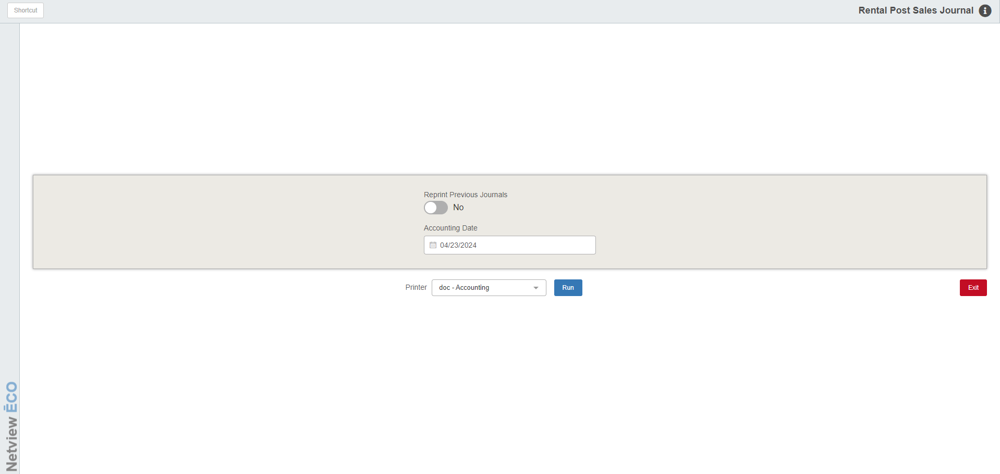 Shortcut
Rental Post Sales Journal
Reprint Previous Journals
No
Accounting Date
04/23/2024
Printer
doc - Accounting
Run
Exit
Netview ĒCO